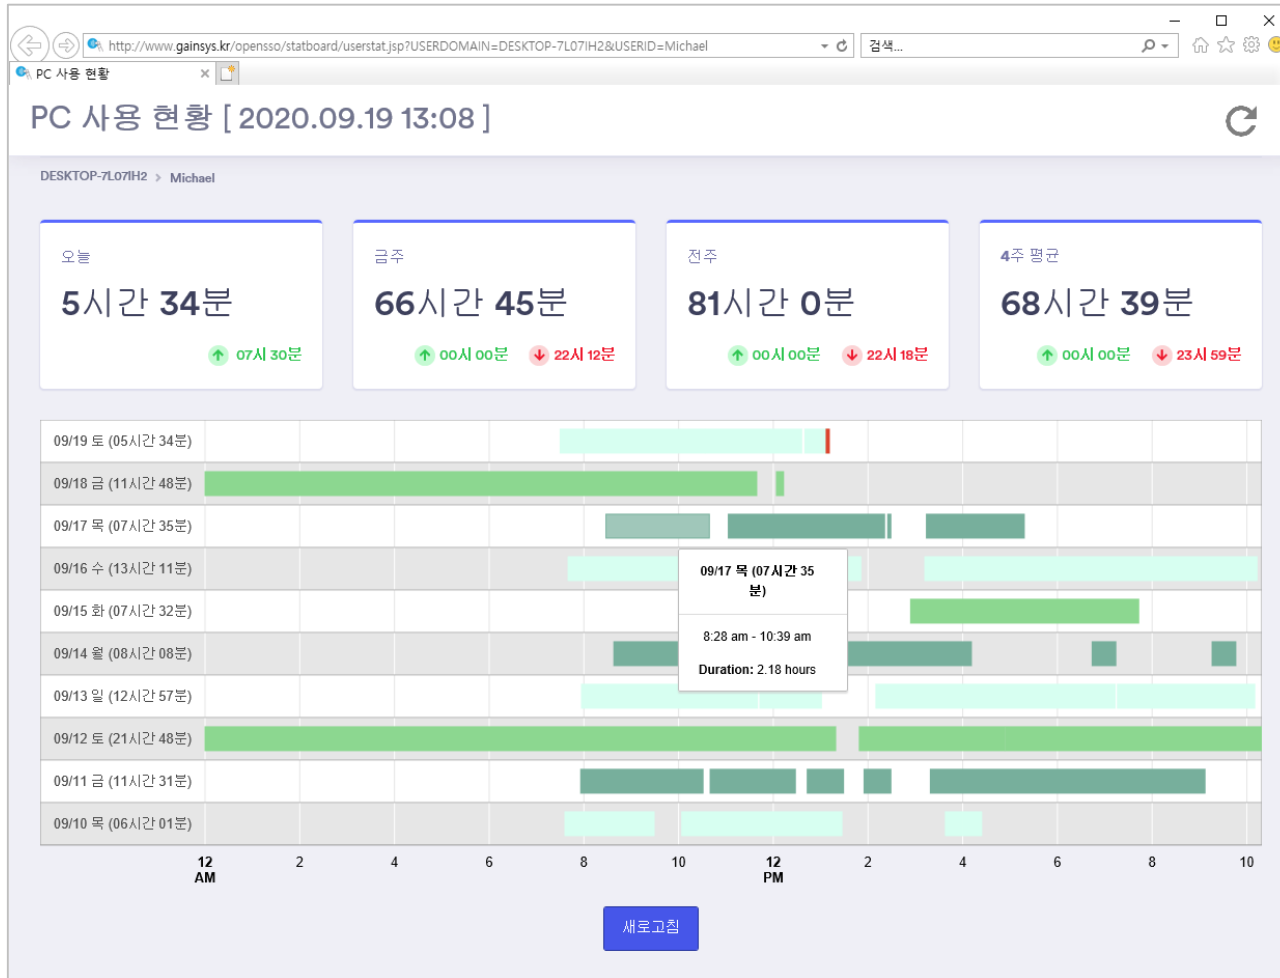 http://www.gainsys.kr/opensso/statboard/userstat.jsp?USERDOMAIN=DESKTOP-7L07IH2&USERID=Michael
검색...
PC 사용 현황
PC 사용 현황 [ 2020.09.19 13:08 ]
DESKTOP-7L07IH2 > Michael
오늘
5시간 34분
07시 30분
금주
66시간 45분
00시 00분 22시 12분
전주
81시간 0분
00시 00분 22시 18분
4주 평균
68시간 39분
00시 00분 23시 59분
09/19 토 (05시간 34분)
09/18 금 (11시간 48분)
09/17 목 (07시간 35분)
09/16 수 (13시간 11분)
09/15 화 (07시간 32분)
09/14 월 (08시간 08분)
09/13 일 (12시간 57분)
09/12 토 (21시간 48분)
09/11 금 (11시간 31분)
09/10 목 (06시간 01분)
09/17 목 (07시간 35
분)
8:28 am - 10:39 am
Duration: 2.18 hours
12 2 4 6 8 10 12 2 4 6 8 10
AM PM
새로고침